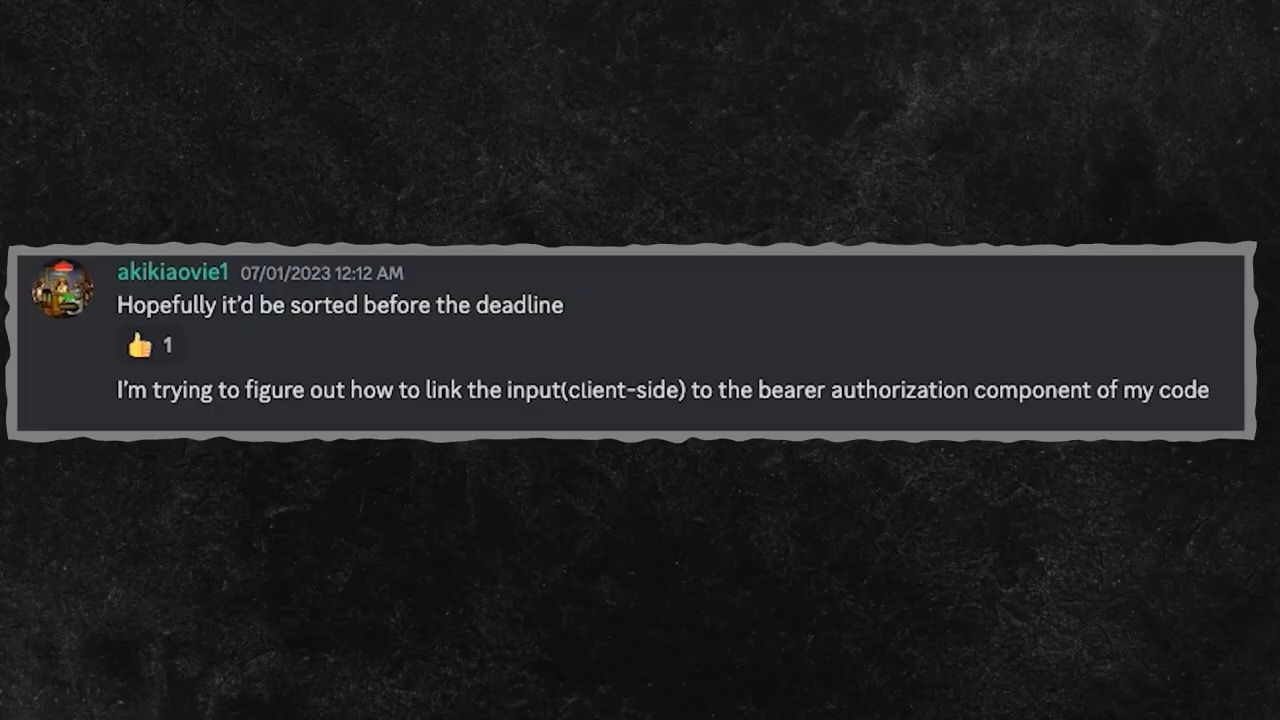 akikiaovie1 07/01/2023 12:12 AM
Hopefully it'd be sorted before the deadline
👍 1
I'm trying to figure out how to link the input(client-side) to the bearer authorization component of my code